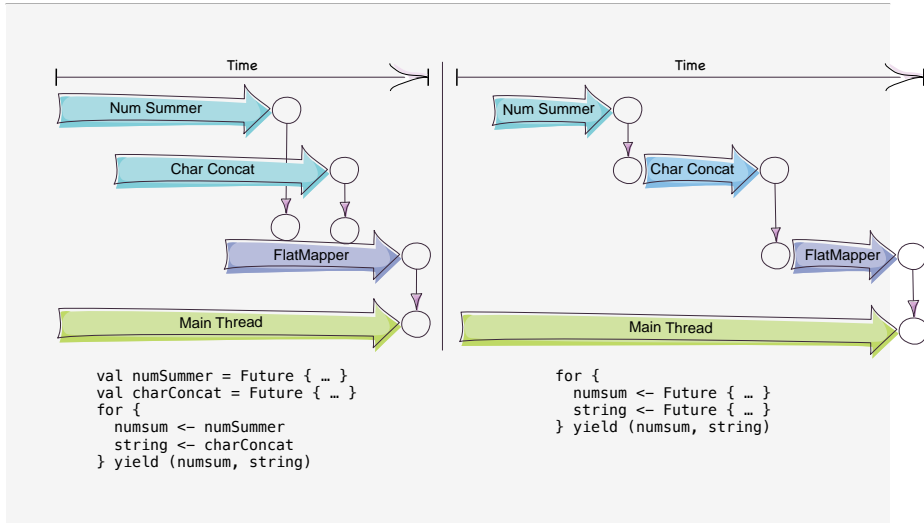 Time
Num Summer
Char Concat
FlatMapper
Main Thread
val numSummer = Future { … }
val charConcat = Future { … }
for {
  numsum <- numSummer
  string <- charConcat
} yield (numsum, string)
Time
Num Summer
Char Concat
FlatMapper
Main Thread
for {
  numsum <- Future { … }
  string <- Future { … }
} yield (numsum, string)